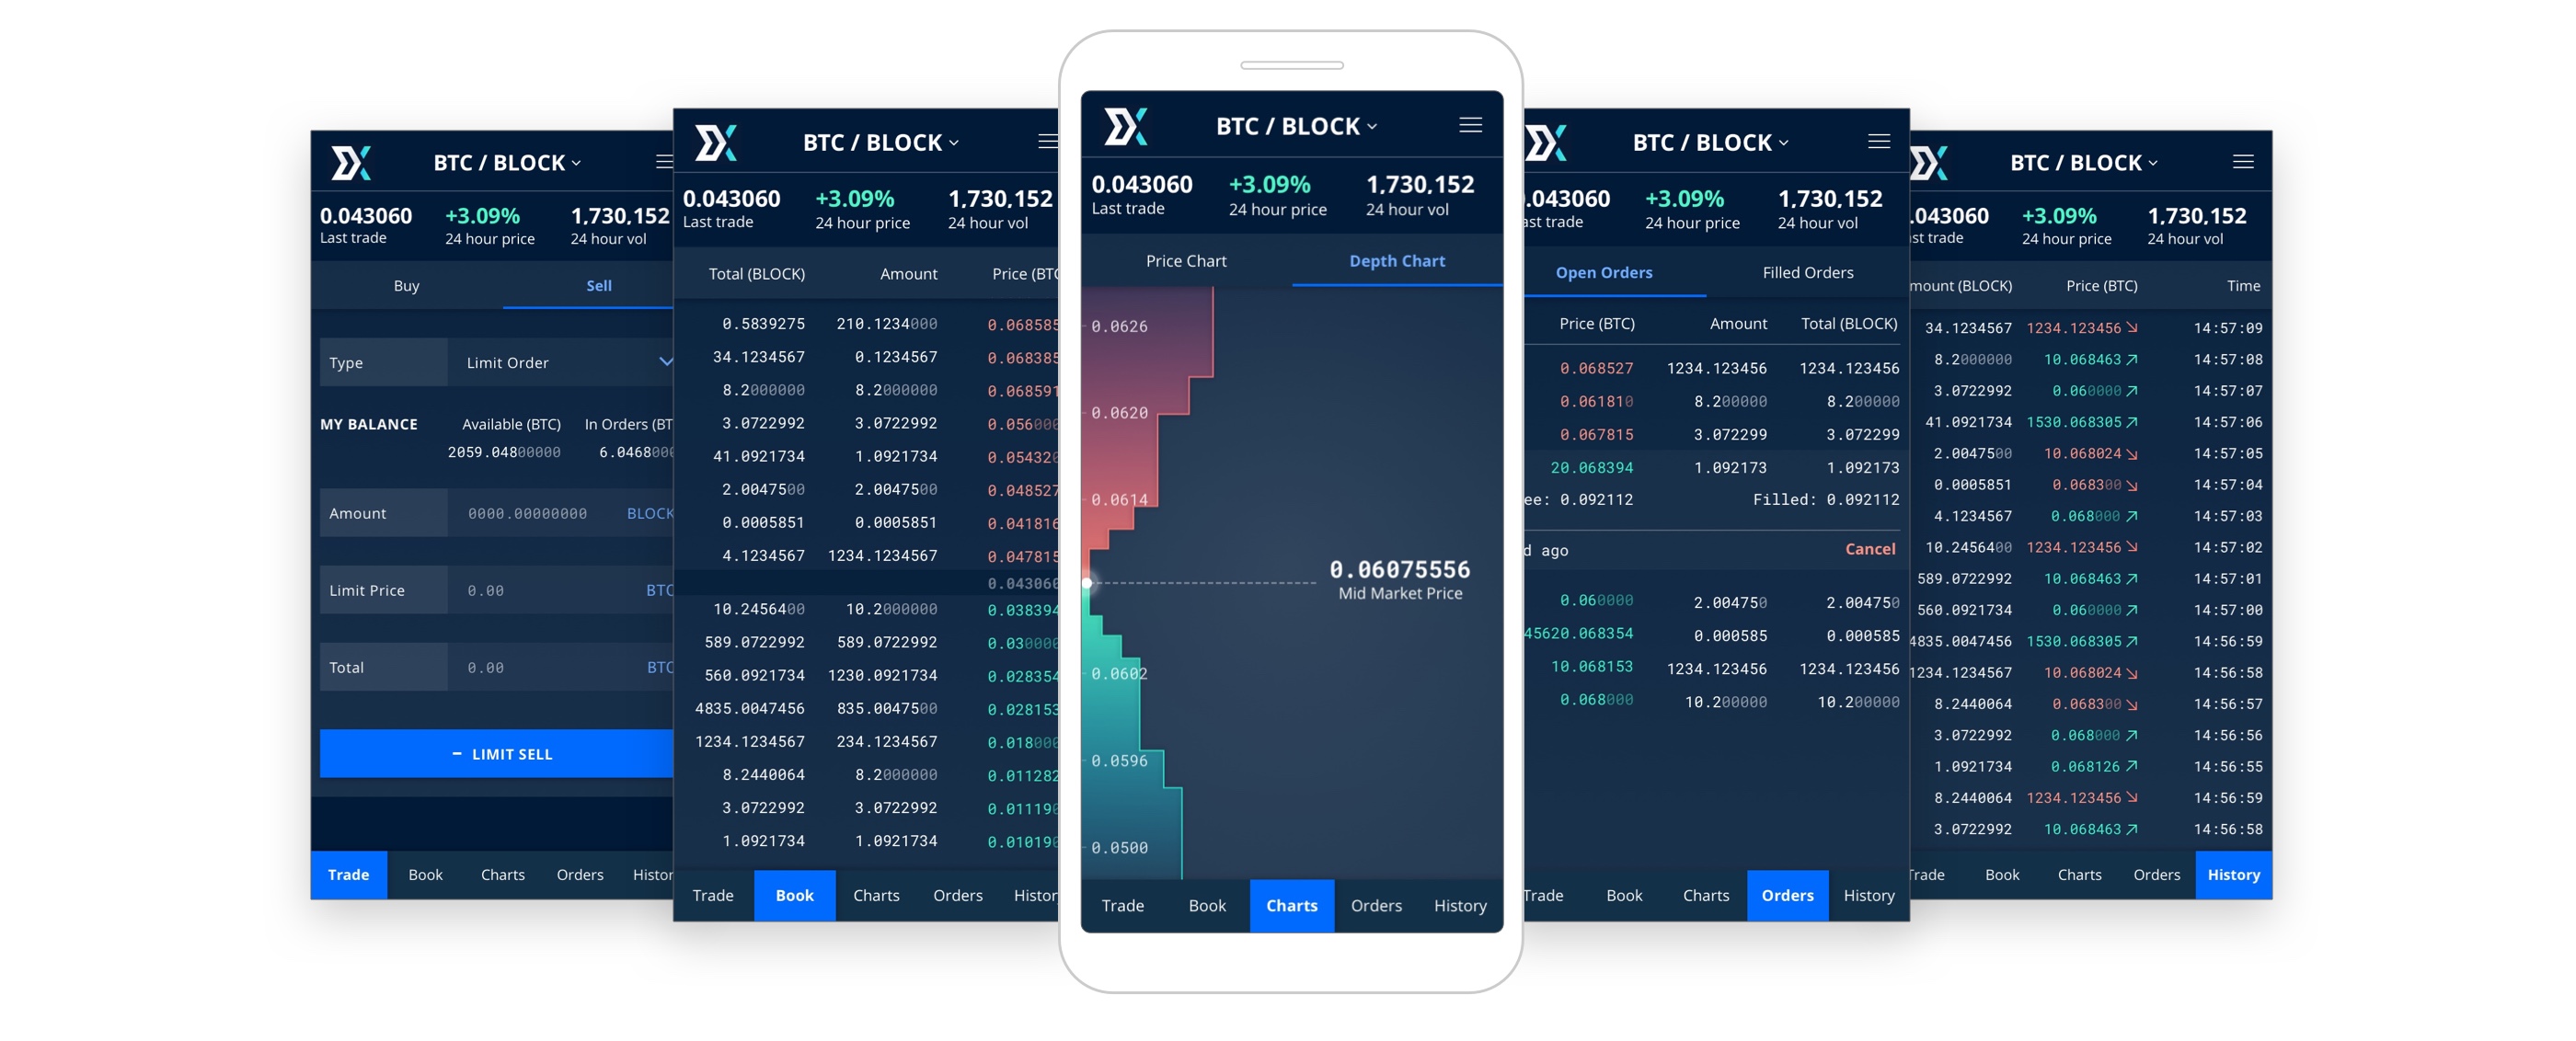 BTC / BLOCK
0.043060 +3.09% 1,730,152
Last trade 24 hour price 24 hour vol
Buy Sell
Type Limit Order
MY BALANCE Available (BTC) In Orders (BT
2059.04800000 6.0468000
Amount 0000.00000000 BLOCK
Limit Price 0.00 BTC
Total 0.00 BTC
− LIMIT SELL
Trade Book Charts Orders Histor
BTC / BLOCK
0.043060 +3.09% 1,730,152
Last trade 24 hour price 24 hour vol
Total (BLOCK) Amount Price (BTC
0.5839275 210.1234000 0.068585
34.1234567 0.1234567 0.068385
8.2000000 8.2000000 0.068591
3.0722992 3.0722992 0.056000
41.0921734 1.0921734 0.054320
2.0047500 2.0047500 0.048527
0.0005851 0.0005851 0.041816
4.1234567 1234.1234567 0.047815
0.043060
10.2456400 10.2000000 0.038394
589.0722992 589.0722992 0.030000
560.0921734 1230.0921734 0.028354
4835.0047456 835.0047500 0.028153
1234.1234567 234.1234567 0.018000
8.2440064 8.2000000 0.011282
3.0722992 3.0722992 0.011190
1.0921734 1.0921734 0.010190
Trade Book Charts Orders History
BTC / BLOCK
0.043060 +3.09% 1,730,152
Last trade 24 hour price 24 hour vol
Price Chart Depth Chart
0.0626
0.0620
0.0614
0.06075556
Mid Market Price
0.0602
0.0596
0.0500
Trade Book Charts Orders History
BTC / BLOCK
.043060 +3.09% 1,730,152
ast trade 24 hour price 24 hour vol
Open Orders Filled Orders
Price (BTC) Amount Total (BLOCK)
0.068527 1234.123456 1234.123456
0.061810 8.200000 8.200000
0.067815 3.072299 3.072299
20.068394 1.092173 1.092173
ee: 0.092112 Filled: 0.092112
d ago Cancel
0.060000 2.004750 2.004750
45620.068354 0.000585 0.000585
10.068153 1234.123456 1234.123456
0.068000 10.200000 10.200000
Trade Book Charts Orders History
BTC / BLOCK
.043060 +3.09% 1,730,152
ast trade 24 hour price 24 hour vol
mount (BLOCK) Price (BTC) Time
34.1234567 1234.123456 ↘ 14:57:09
8.2000000 10.068463 ↗ 14:57:08
3.0722992 0.060000 ↗ 14:57:07
41.0921734 1530.068305 ↗ 14:57:06
2.0047500 10.068024 ↘ 14:57:05
0.0005851 0.068300 ↘ 14:57:04
4.1234567 0.068000 ↗ 14:57:03
10.2456400 1234.123456 ↘ 14:57:02
589.0722992 10.068463 ↗ 14:57:01
560.0921734 0.060000 ↗ 14:57:00
4835.0047456 1530.068305 ↗ 14:56:59
1234.1234567 10.068024 ↘ 14:56:58
8.2440064 0.068300 ↘ 14:56:57
3.0722992 0.068000 ↗ 14:56:56
1.0921734 0.068126 ↗ 14:56:55
8.2440064 1234.123456 ↘ 14:56:59
3.0722992 10.068463 ↗ 14:56:58
Trade Book Charts Orders History